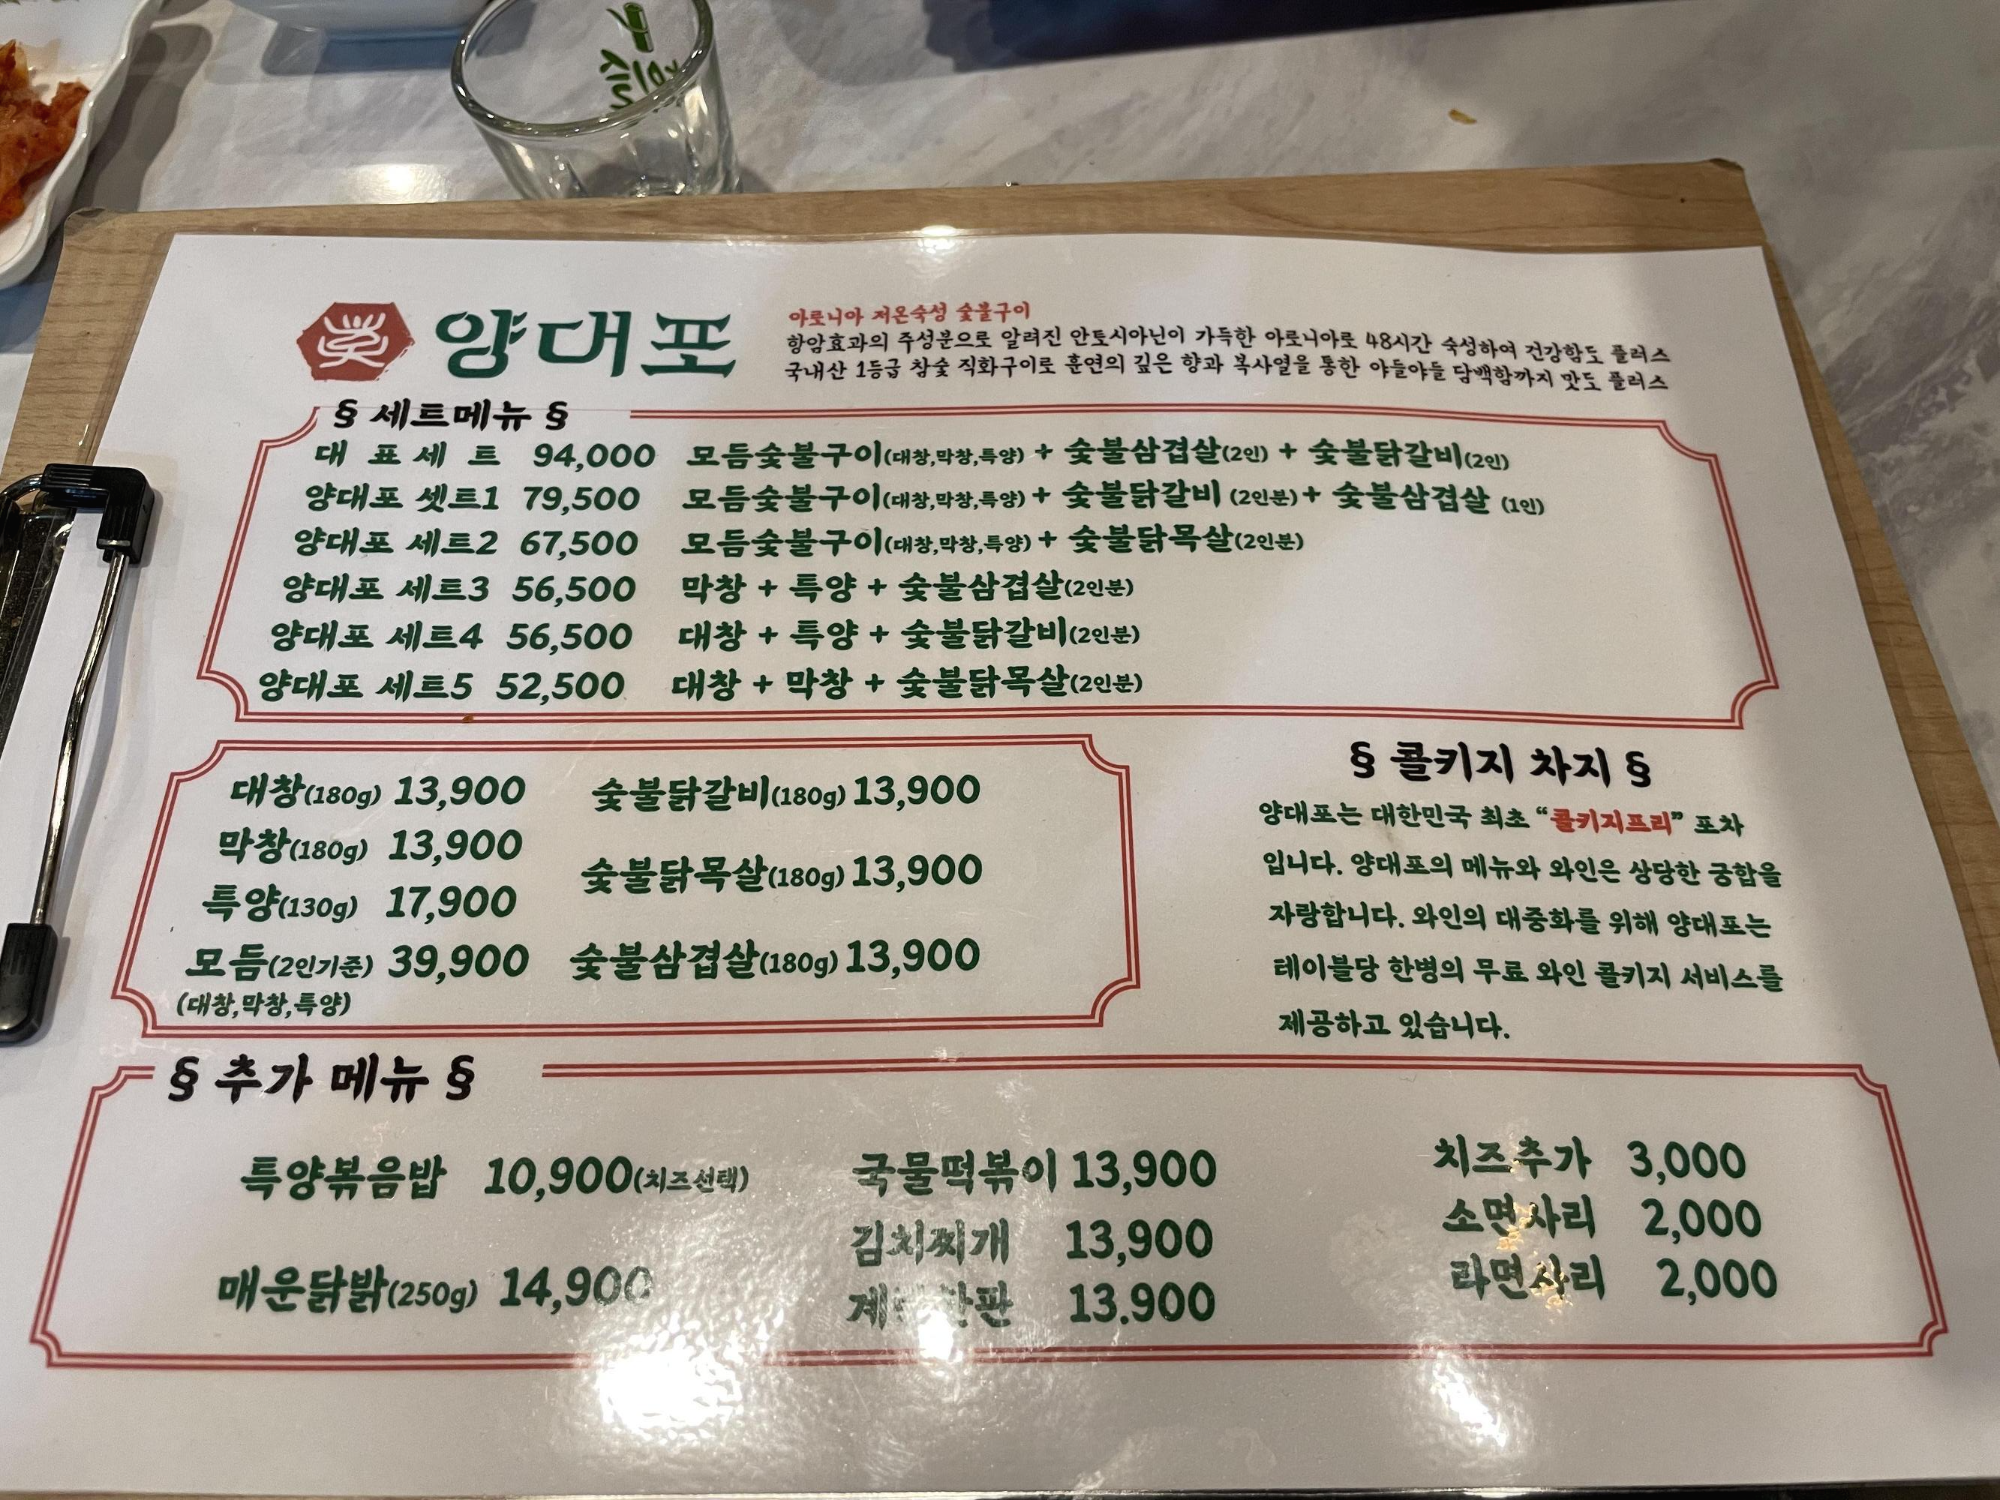 참이슬
양대포
아로니아 저온숙성 숯불구이
항암효과의 주성분으로 알려진 안토시아닌이 가득한 아로니아로 48시간 숙성하여 건강함도 플러스
국내산 1등급 참숯 직화구이로 훈연의 깊은 향과 복사열을 통한 야들야들 담백함까지 맛도 플러스
§ 세트메뉴 §
대 표 세 트 94,000 모듬숯불구이(대창,막창,특양) + 숯불삼겹살(2인) + 숯불닭갈비(2인)
양대포 셋트1 79,500 모듬숯불구이(대창,막창,특양) + 숯불닭갈비 (2인분) + 숯불삼겹살 (1인)
양대포 세트2 67,500 모듬숯불구이(대창,막창,특양) + 숯불닭목살(2인분)
양대포 세트3 56,500 막창 + 특양 + 숯불삼겹살(2인분)
양대포 세트4 56,500 대창 + 특양 + 숯불닭갈비(2인분)
양대포 세트5 52,500 대창 + 막창 + 숯불닭목살(2인분)
대창(180g) 13,900
막창(180g) 13,900
특양(130g) 17,900
모듬(2인기준) 39,900
(대창,막창,특양)
숯불닭갈비(180g) 13,900
숯불닭목살(180g) 13,900
숯불삼겹살(180g) 13,900
§ 콜키지 차지 §
양대포는 대한민국 최초 “콜키지프리” 포차
입니다. 양대포의 메뉴와 와인은 상당한 궁합을
자랑합니다. 와인의 대중화를 위해 양대포는
테이블당 한병의 무료 와인 콜키지 서비스를
제공하고 있습니다.
§ 추가 메뉴 §
특양볶음밥 10,900(치즈선택)
매운닭발(250g) 14,900
국물떡볶이 13,900
김치찌개 13,900
13.900
치즈추가 3,000
소면사리 2,000
라면사리 2,000